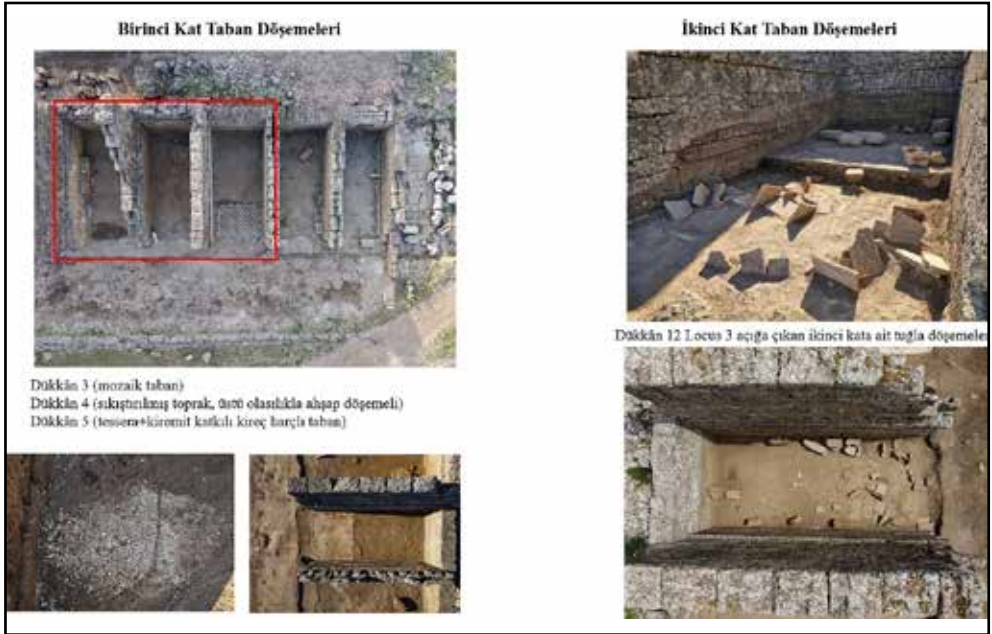 Birinci Kat Taban Döşemeleri
Dükkân 3 (mozaik taban)
Dükkân 4 (sıkıştırılmış toprak, üstü olasılıkla ahşap döşemeli)
Dükkân 5 (tessera+kiremit katkılı kireç harçlı taban)
İkinci Kat Taban Döşemeleri
Dükkân 12 Locus 3 açığa çıkan ikinci kata ait tuğla döşemeler